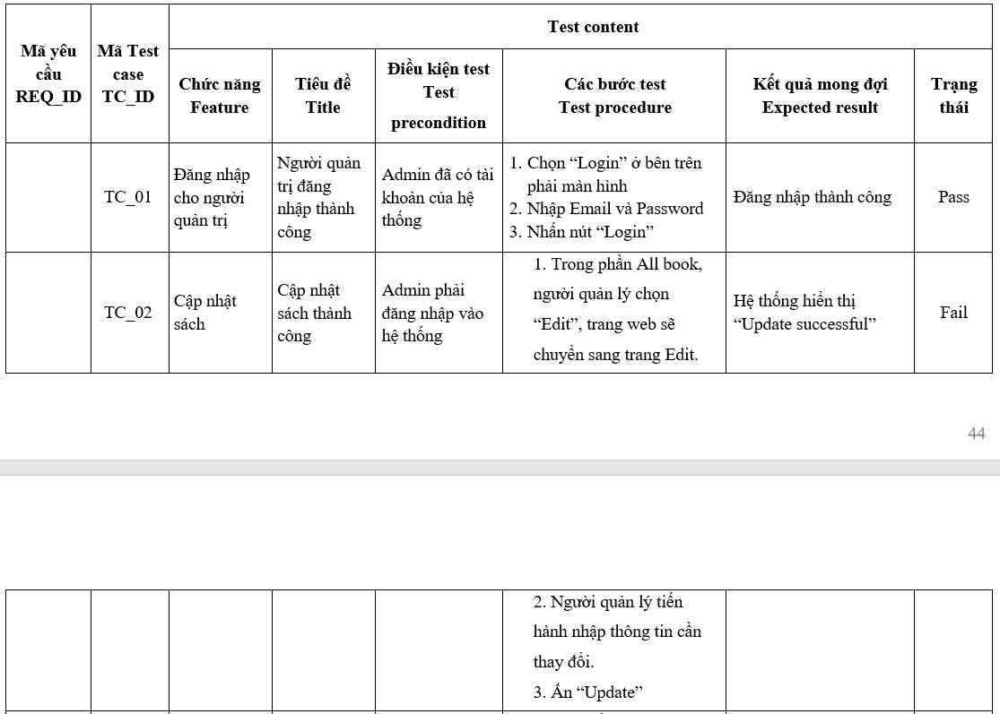 Mã yêu
cầu
REQ_ID
Mã Test
case
TC_ID
Test content
Chức năng
Feature
Tiêu đề
Title
Điều kiện test
Test
precondition
Các bước test
Test procedure
Kết quả mong đợi
Expected result
Trạng
thái
TC_01
Đăng nhập
cho người
quản trị
Người quản
trị đăng
nhập thành
công
Admin đã có tài
khoản của hệ
thống
1. Chọn “Login” ở bên trên
phải màn hình
2. Nhập Email và Password
3. Nhấn nút “Login”
Đăng nhập thành công
Pass
TC_02
Cập nhật
sách
Cập nhật
sách thành
công
Admin phải
đăng nhập vào
hệ thống
1. Trong phần All book,
người quản lý chọn
“Edit”, trang web sẽ
chuyển sang trang Edit.
Hệ thống hiển thị
“Update successful”
Fail
44
2. Người quản lý tiến
hành nhập thông tin cần
thay đổi.
3. Ấn “Update”